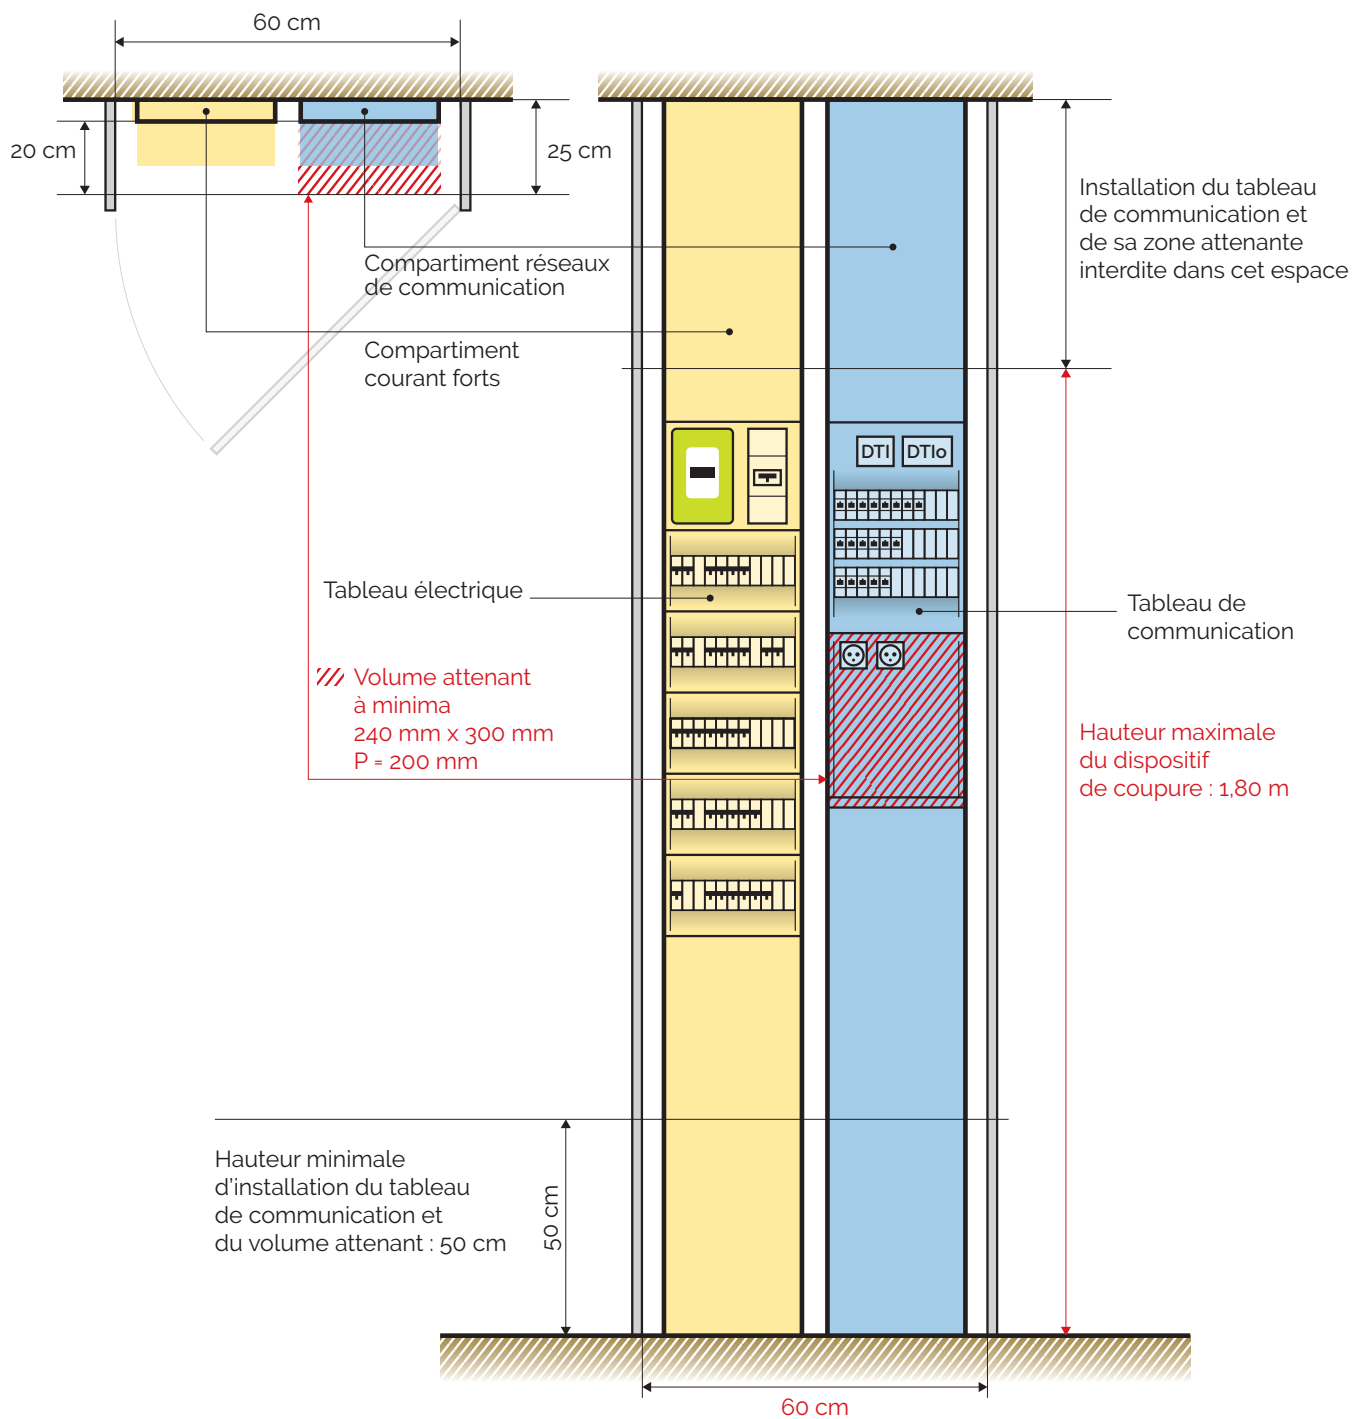 60 cm
20 cm
25 cm
Installation du tableau
de communication et
de sa zone attenante
interdite dans cet espace
Compartiment réseaux
de communication
Compartiment
courant forts
DTI
DTIo
Tableau électrique
Tableau de
communication
Volume attenant
à minima
240 mm x 300 mm
P = 200 mm
Hauteur maximale
du dispositif
de coupure : 1,80 m
Hauteur minimale
d'installation du tableau
de communication et
du volume attenant : 50 cm
50 cm
60 cm